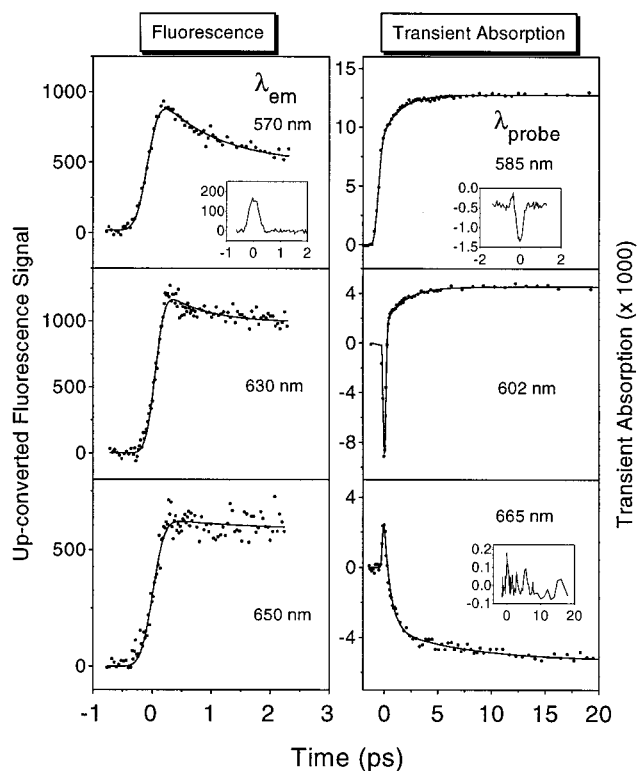 Fluorescence
Transient Absorption
Up-converted Fluorescence Signal
Transient Absorption (x 1000)
1000
500
0
λem
570 nm
200
100
0
-1 0 1 2
15
10
5
0
λprobe
585 nm
0.0
-0.5
-1.0
-1.5
-2 0 2
1000
500
0
630 nm
4
0
-4
-8
602 nm
500
0
650 nm
4
0
-4
665 nm
0.2
0.1
0.0
-0.1
0 10 20
-1 0 1 2 3
0 5 10 15 20
Time (ps)